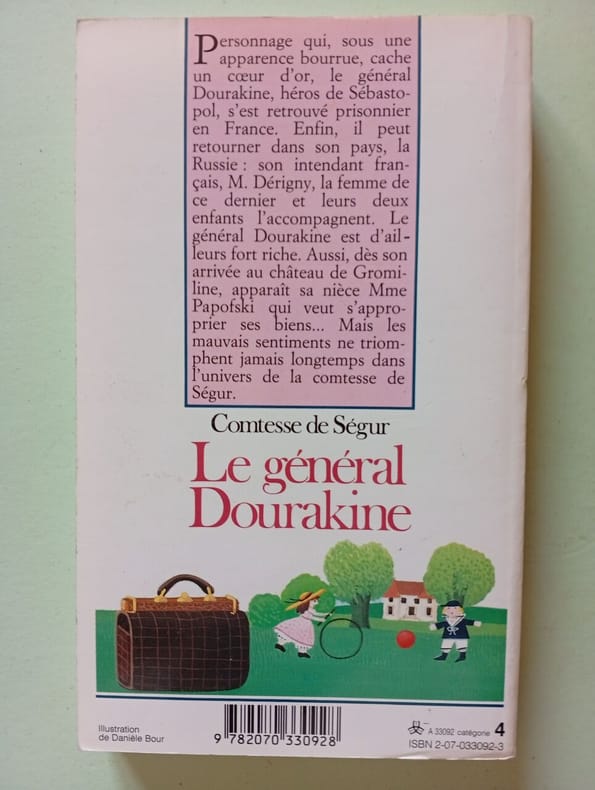 Personnage qui, sous une
apparence bourrue, cache
un cœur d'or, le général
Dourakine, héros de Sébasto-
pol, s'est retrouvé prisonnier
en France. Enfin, il peut
retourner dans son pays, la
Russie : son intendant fran-
çais, M. Dérigny, la femme de
ce dernier et leurs deux
enfants l'accompagnent. Le
général Dourakine est d'ail-
leurs fort riche. Aussi, dès son
arrivée au château de Gromi-
line, apparaît sa nièce Mme
Papofski qui veut s'appro-
prier ses biens... Mais les
mauvais sentiments ne triom-
phent jamais longtemps dans
l'univers de la comtesse de
Ségur.
Comtesse de Ségur
Le général
Dourakine
Illustration
de Danièle Bour
9 782070 330928
A 33092 catégorie 4
ISBN 2-07-033092-3